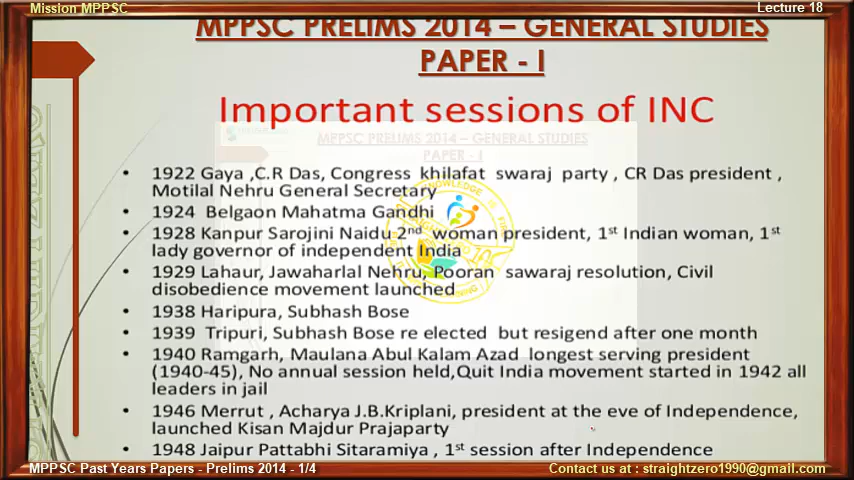 Mission MPPSC
Lecture 18
MPPSC PRELIMS 2014 – GENERAL STUDIES
PAPER - I
Important sessions of INC
MPPSC PRELIMS 2014 – GENERAL STUDIES
PAPER - I
• 1922 Gaya ,C.R Das, Congress khilafat swaraj party , CR Das president ,
Motilal Nehru General Secretary
• 1924 Belgaon Mahatma Gandhi
• 1928 Kanpur Sarojini Naidu 2nd woman president, 1st Indian woman, 1st
lady governor of independent India
• 1929 Lahaur, Jawaharlal Nehru, Pooran sawaraj resolution, Civil
disobedience movement launched
• 1938 Haripura, Subhash Bose
• 1939 Tripuri, Subhash Bose re elected but resigend after one month
• 1940 Ramgarh, Maulana Abul Kalam Azad longest serving president
(1940-45), No annual session held,Quit India movement started in 1942 all
leaders in jail
• 1946 Merrut , Acharya J.B.Kriplani, president at the eve of Independence,
launched Kisan Majdur Prajaparty
• 1948 Jaipur Pattabhi Sitaramiya , 1st session after Independence
MPPSC Past Years Papers - Prelims 2014 - 1/4
Contact us at : straightzero1990@gmail.com